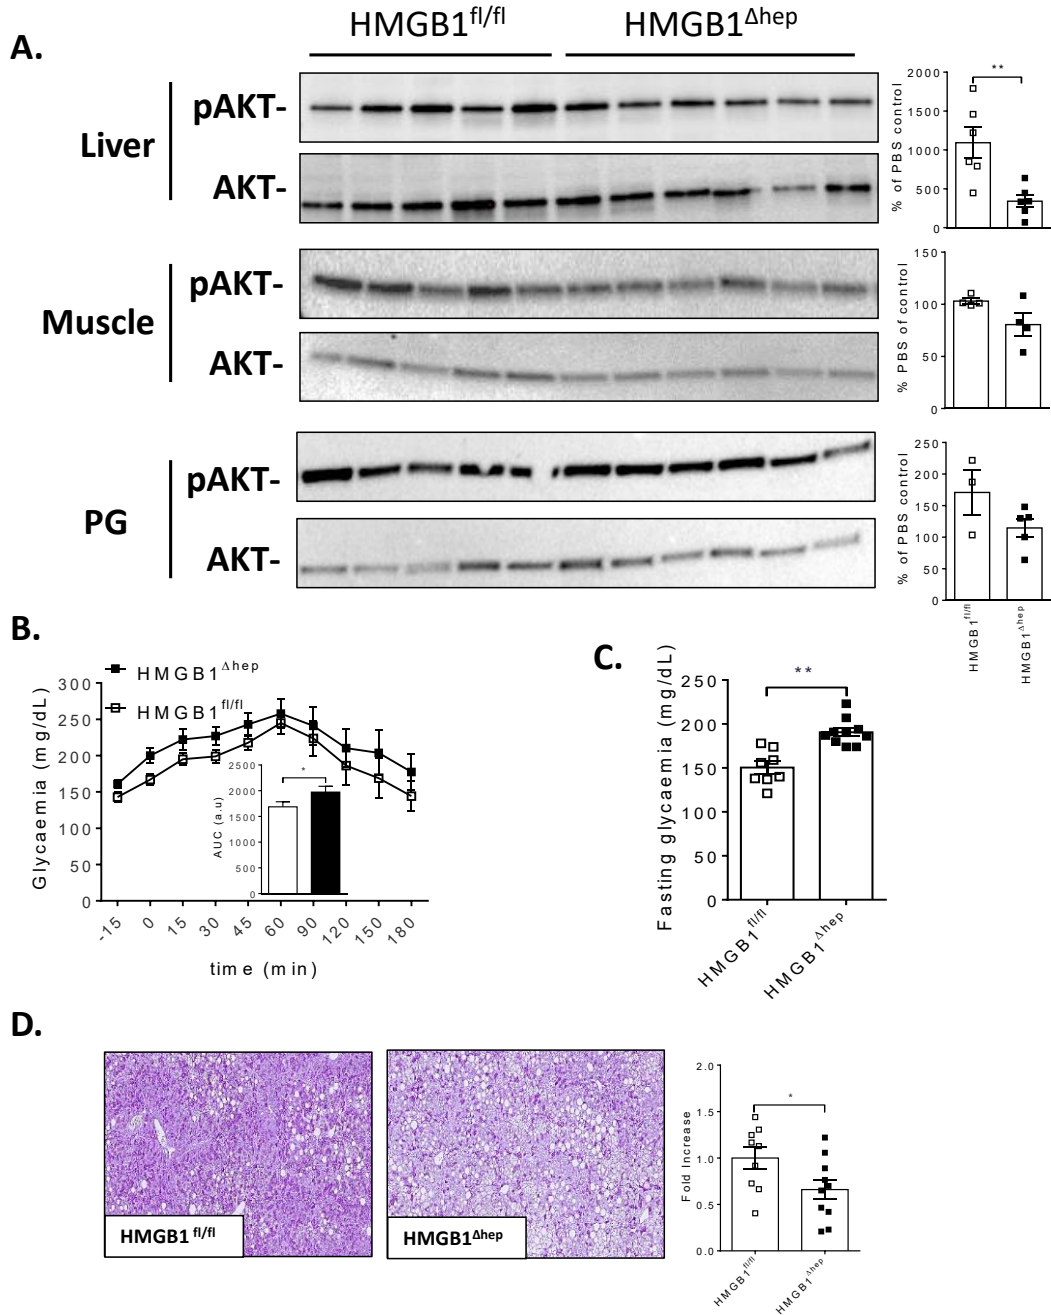 HMGB1fl/fl HMGB1Δhep
A.
Liver
pAKT-
AKT-
2000
1500
1000
500
0
% of PBS control
**
Muscle
pAKT-
AKT-
150
100
50
0
% PBS of control
PG
pAKT-
AKT-
250
200
150
100
50
0
% of PBS control
HMGB1fl/fl
HMGB1Δhep
B.
HMGB1Δhep
HMGB1fl/fl
Glycaemia (mg/dL)
300
250
200
150
100
50
0
-15 0 15 30 45 60 90 120 150 180
time (min)
AUC (a.u)
2500
2000
1500
1000
500
0
*
C.
Fasting glycaemia (mg/dL)
250
200
150
100
50
0
**
HMGB1fl/fl
HMGB1Δhep
D.
HMGB1 fl/fl
HMGB1Δhep
Fold Increase
2.0
1.5
1.0
0.5
0.0
*
HMGB1fl/fl
HMGB1Δhep